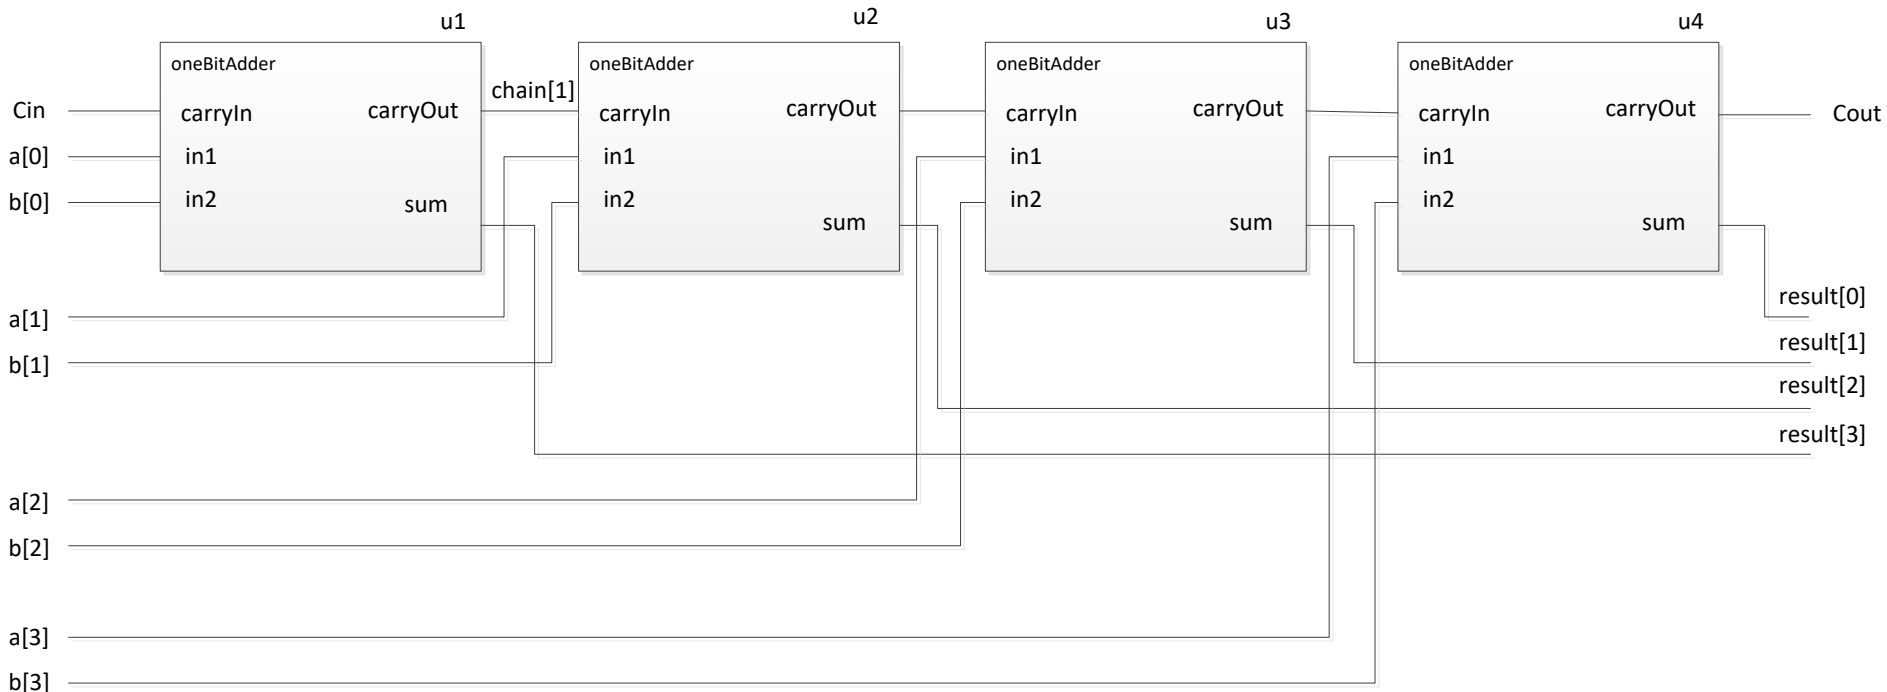 u1
u2
u3
u4
oneBitAdder
oneBitAdder
oneBitAdder
oneBitAdder
chain[1]
Cin
carryIn
carryOut
carryIn
carryOut
carryIn
carryOut
carryIn
carryOut
Cout
a[0]
in1
in1
in1
in1
b[0]
in2
sum
in2
sum
in2
sum
in2
sum
result[0]
a[1]
result[1]
b[1]
result[2]
result[3]
a[2]
b[2]
a[3]
b[3]